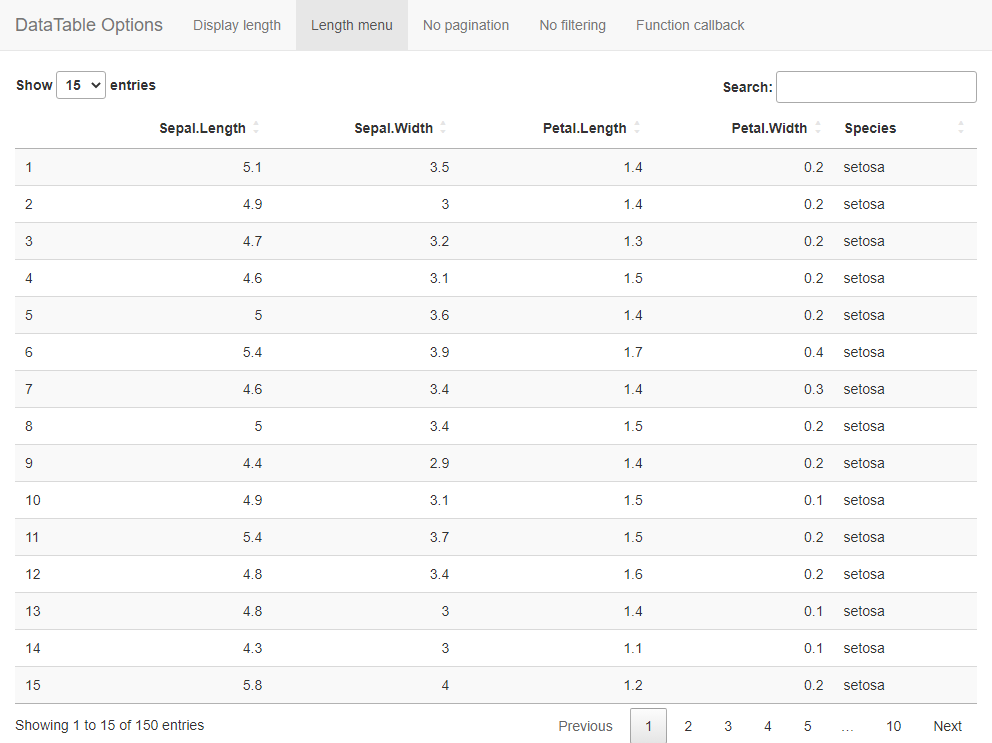 DataTable Options Display length Length menu No pagination No filtering Function callback
Show 15 entries Search:
Sepal.Length Sepal.Width Petal.Length Petal.Width Species
1 5.1 3.5 1.4 0.2 setosa
2 4.9 3 1.4 0.2 setosa
3 4.7 3.2 1.3 0.2 setosa
4 4.6 3.1 1.5 0.2 setosa
5 5 3.6 1.4 0.2 setosa
6 5.4 3.9 1.7 0.4 setosa
7 4.6 3.4 1.4 0.3 setosa
8 5 3.4 1.5 0.2 setosa
9 4.4 2.9 1.4 0.2 setosa
10 4.9 3.1 1.5 0.1 setosa
11 5.4 3.7 1.5 0.2 setosa
12 4.8 3.4 1.6 0.2 setosa
13 4.8 3 1.4 0.1 setosa
14 4.3 3 1.1 0.1 setosa
15 5.8 4 1.2 0.2 setosa
Showing 1 to 15 of 150 entries Previous 1 2 3 4 5 … 10 Next